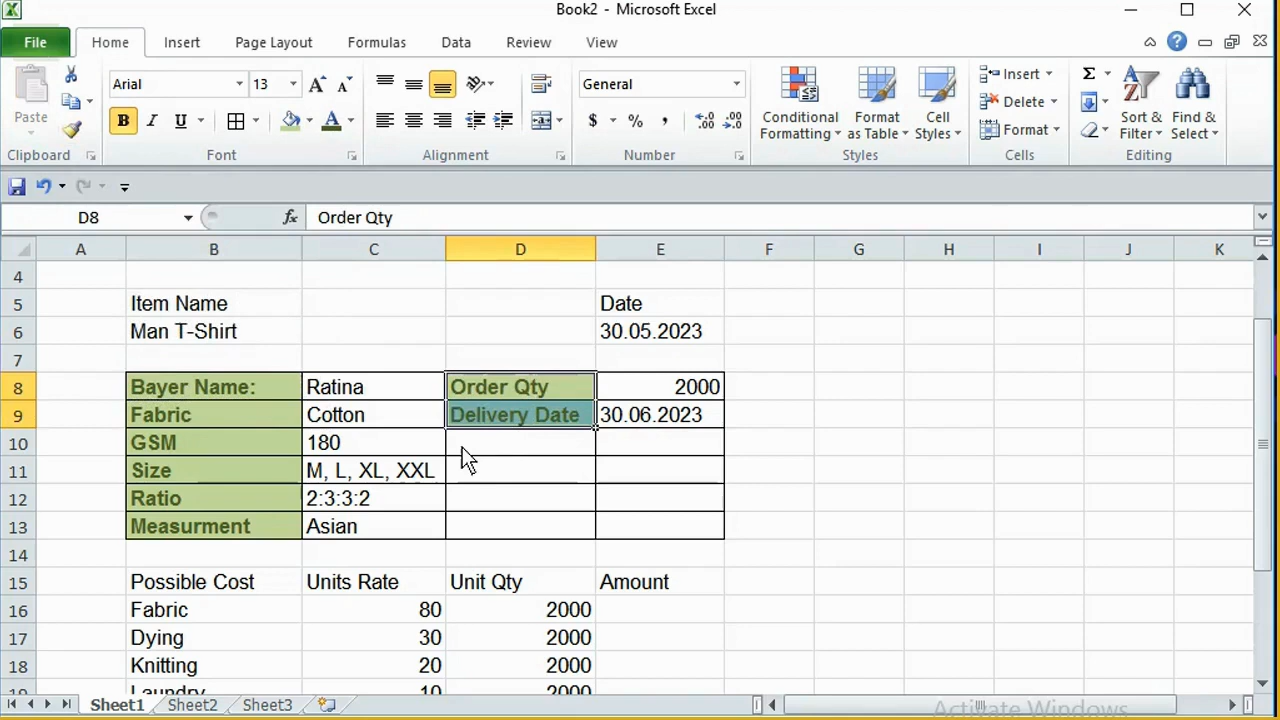 Book2 - Microsoft Excel
File Home Insert Page Layout Formulas Data Review View
Arial 13 General Insert
Paste Conditional Formatting Format as Table Cell Styles Delete Sort & Filter Find & Select
B I U A $ % , Format
Clipboard Font Alignment Number Styles Cells Editing
D8 fx Order Qty
A B C D E F G H I J K
4
5 Item Name Date
6 Man T-Shirt 30.05.2023
7
8 Bayer Name: Ratina Order Qty 2000
9 Fabric Cotton Delivery Date 30.06.2023
10 GSM 180
11 Size M, L, XL, XXL
12 Ratio 2:3:3:2
13 Measurment Asian
14
15 Possible Cost Units Rate Unit Qty Amount
16 Fabric 80 2000
17 Dying 30 2000
18 Knitting 20 2000
19 Laundry 10 2000
Sheet1 Sheet2 Sheet3
Activate Windows